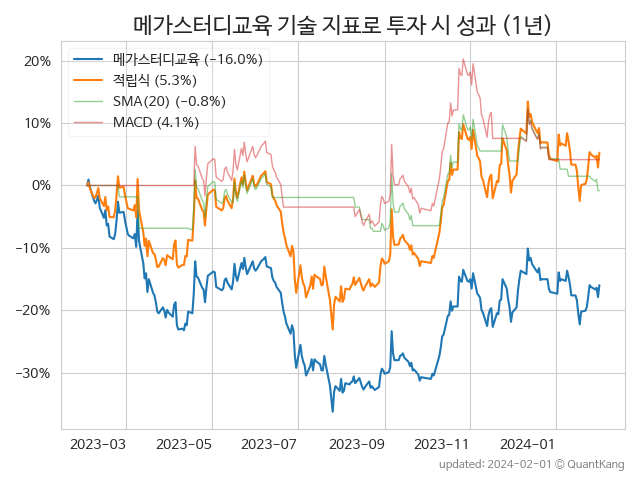 메가스터디교육 기술 지표로 투자 시 성과 (1년)
메가스터디교육 (−16.0%)
적립식 (5.3%)
SMA(20) (−0.8%)
MACD (4.1%)
20%
10%
0%
−10%
−20%
−30%
2023-03
2023-05
2023-07
2023-09
2023-11
2024-01
updated: 2024-02-01 © QuantKang